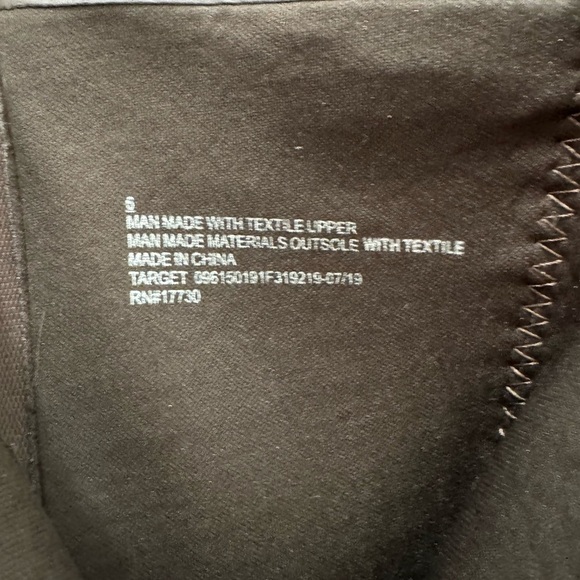 6
MAN MADE WITH TEXTILE UPPER
MAN MADE MATERIALS OUTSOLE WITH TEXTILE
MADE IN CHINA
TARGET 096150191F319219-07/19
RN#17730